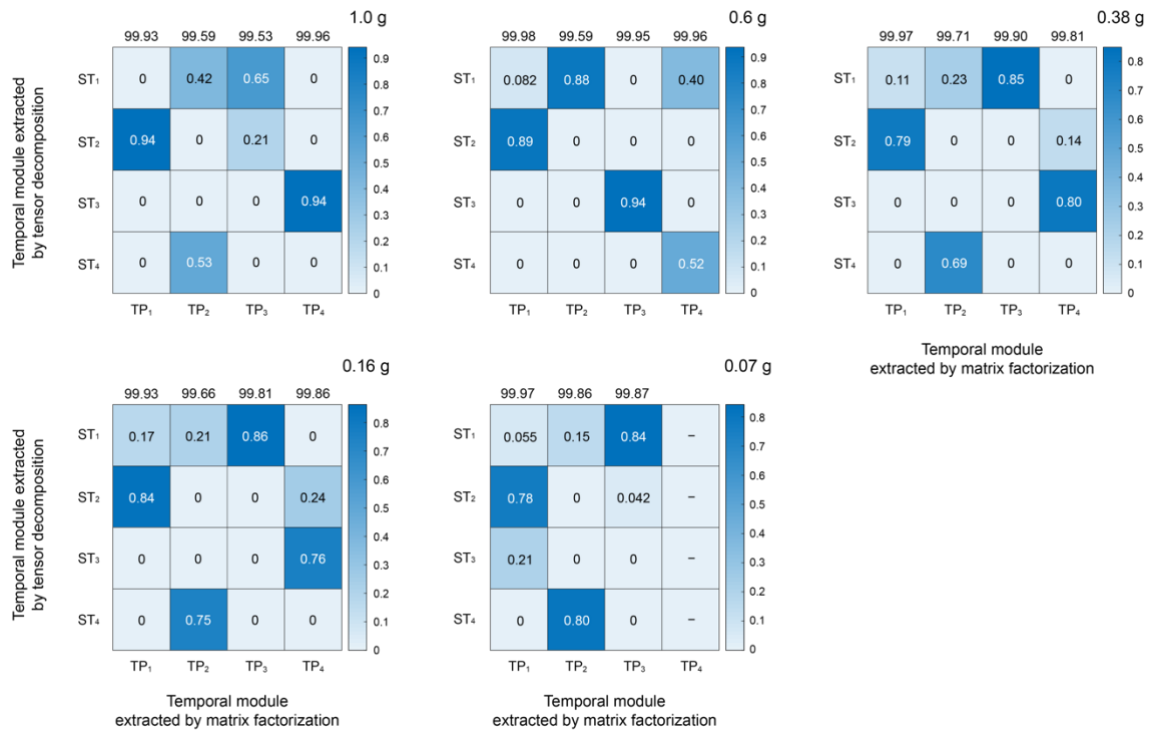 1.0 g
99.93 99.59 99.53 99.96
Temporal module extracted
by tensor decomposition
ST₁ 0 0.42 0.65 0
ST₂ 0.94 0 0.21 0
ST₃ 0 0 0 0.94
ST₄ 0 0.53 0 0
TP₁ TP₂ TP₃ TP₄
0.9
0.8
0.7
0.6
0.5
0.4
0.3
0.2
0.1
0
0.6 g
99.98 99.59 99.95 99.96
ST₁ 0.082 0.88 0 0.40
ST₂ 0.89 0 0 0
ST₃ 0 0 0.94 0
ST₄ 0 0 0 0.52
TP₁ TP₂ TP₃ TP₄
0.9
0.8
0.7
0.6
0.5
0.4
0.3
0.2
0.1
0
0.38 g
99.97 99.71 99.90 99.81
ST₁ 0.11 0.23 0.85 0
ST₂ 0.79 0 0 0.14
ST₃ 0 0 0 0.80
ST₄ 0 0.69 0 0
TP₁ TP₂ TP₃ TP₄
0.8
0.7
0.6
0.5
0.4
0.3
0.2
0.1
0
Temporal module
extracted by matrix factorization
0.16 g
99.93 99.66 99.81 99.86
Temporal module extracted
by tensor decomposition
ST₁ 0.17 0.21 0.86 0
ST₂ 0.84 0 0 0.24
ST₃ 0 0 0 0.76
ST₄ 0 0.75 0 0
TP₁ TP₂ TP₃ TP₄
0.8
0.7
0.6
0.5
0.4
0.3
0.2
0.1
0
Temporal module
extracted by matrix factorization
0.07 g
99.97 99.86 99.87
ST₁ 0.055 0.15 0.84 –
ST₂ 0.78 0 0.042 –
ST₃ 0.21 0 0 –
ST₄ 0 0.80 0 –
TP₁ TP₂ TP₃ TP₄
0.8
0.7
0.6
0.5
0.4
0.3
0.2
0.1
0
Temporal module
extracted by matrix factorization